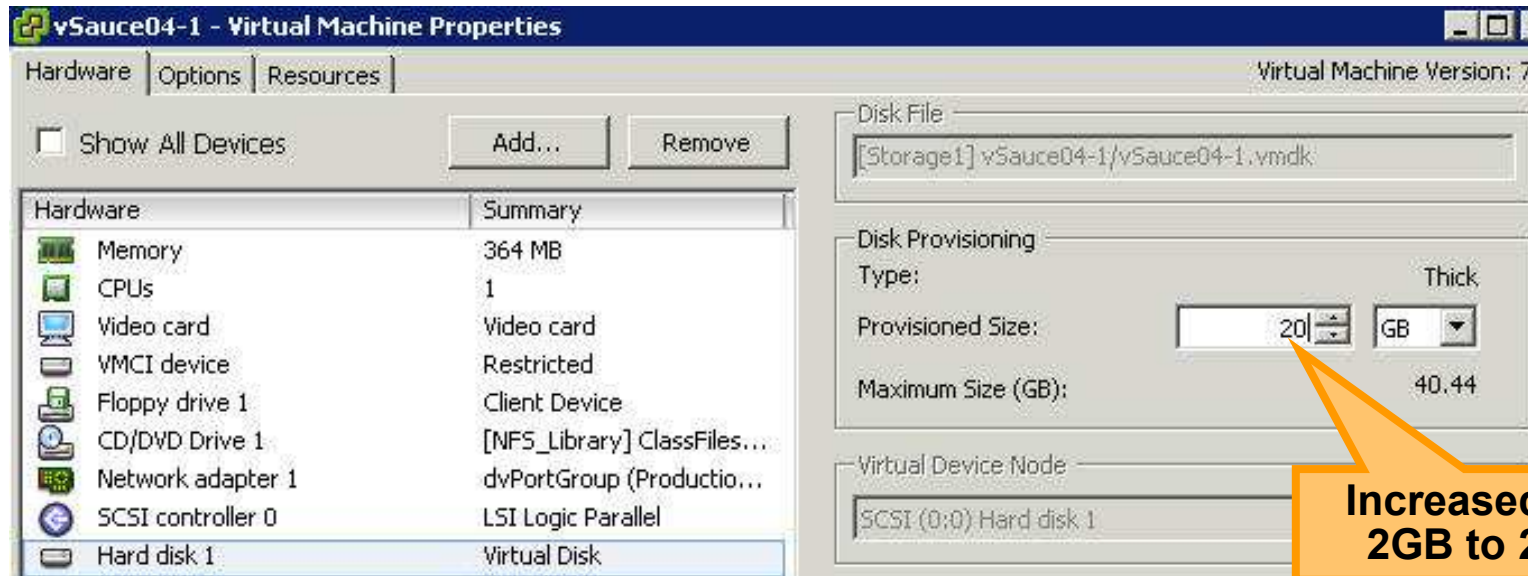 vSauce04-1 - Virtual Machine Properties
Hardware Options Resources
Virtual Machine Version: 7
Show All Devices
Add...
Remove
Hardware Summary
Memory 364 MB
CPUs 1
Video card Video card
VMCI device Restricted
Floppy drive 1 Client Device
CD/DVD Drive 1 [NFS_Library] ClassFiles...
Network adapter 1 dvPortGroup (Productio...
SCSI controller 0 LSI Logic Parallel
Hard disk 1 Virtual Disk
Disk File
[Storage1] vSauce04-1/vSauce04-1.vmdk
Disk Provisioning
Type: Thick
Provisioned Size: 20 GB
Maximum Size (GB): 40.44
Virtual Device Node
SCSI (0:0) Hard disk 1
Increased
2GB to 2